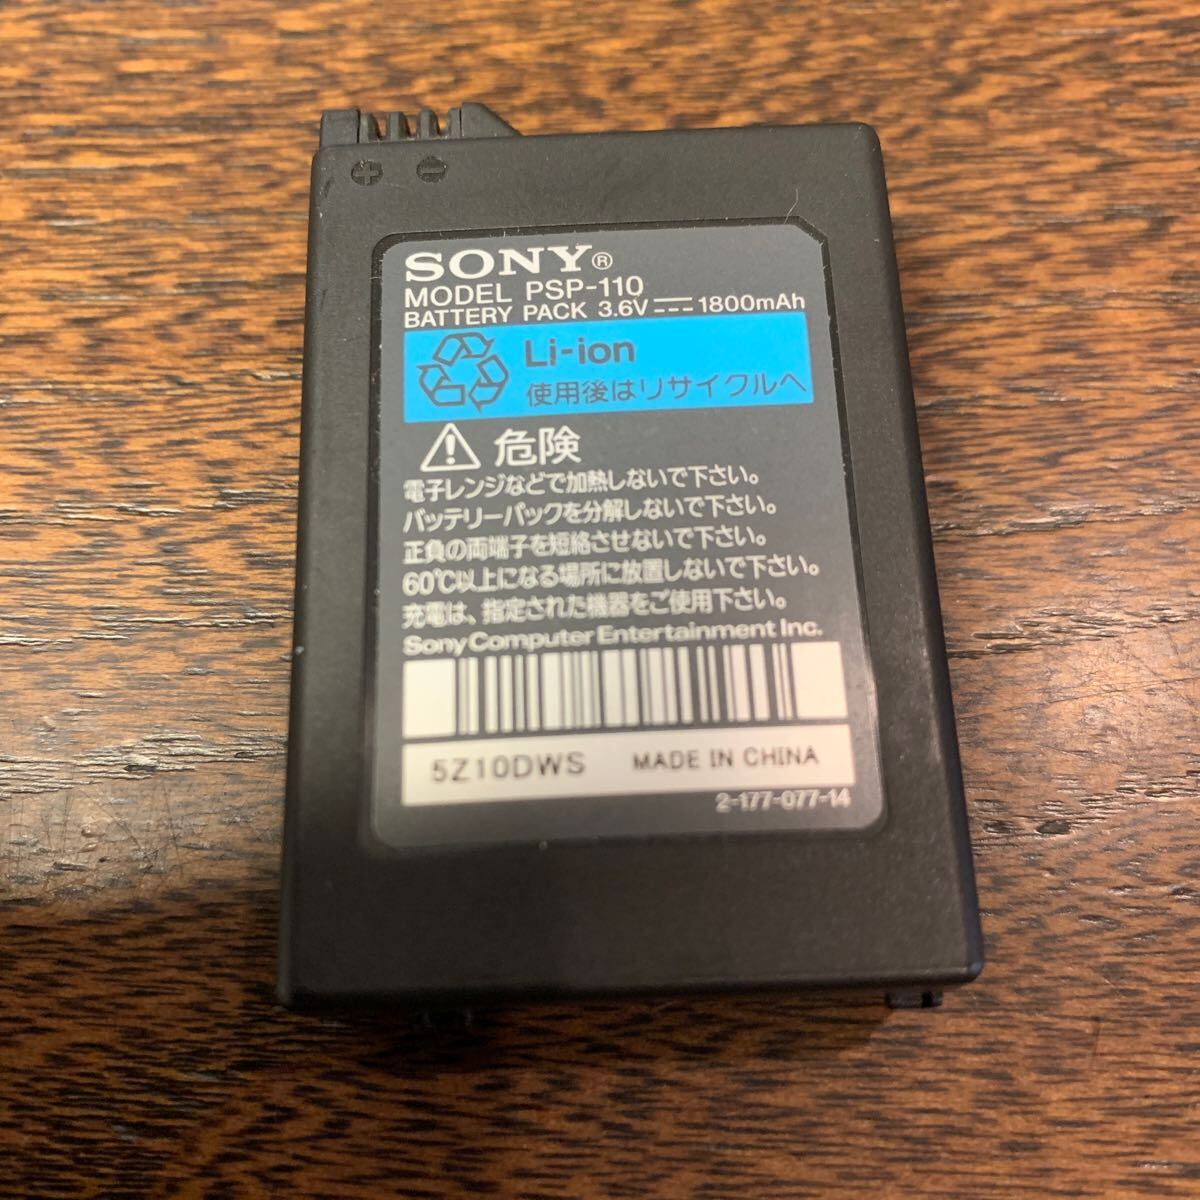 SONY®
MODEL PSP-110
BATTERY PACK 3.6V 1800mAh
Li-ion
使用後はリサイクルへ
危険
電子レンジなどで加熱しないで下さい。
バッテリーパックを分解しないで下さい。
正負の両端子を短絡させないで下さい。
60℃以上になる場所に放置しないで下さい。
充電は、指定された機器をご使用下さい。
Sony Computer Entertainment Inc.
5Z10DWS MADE IN CHINA
2-177-077-14